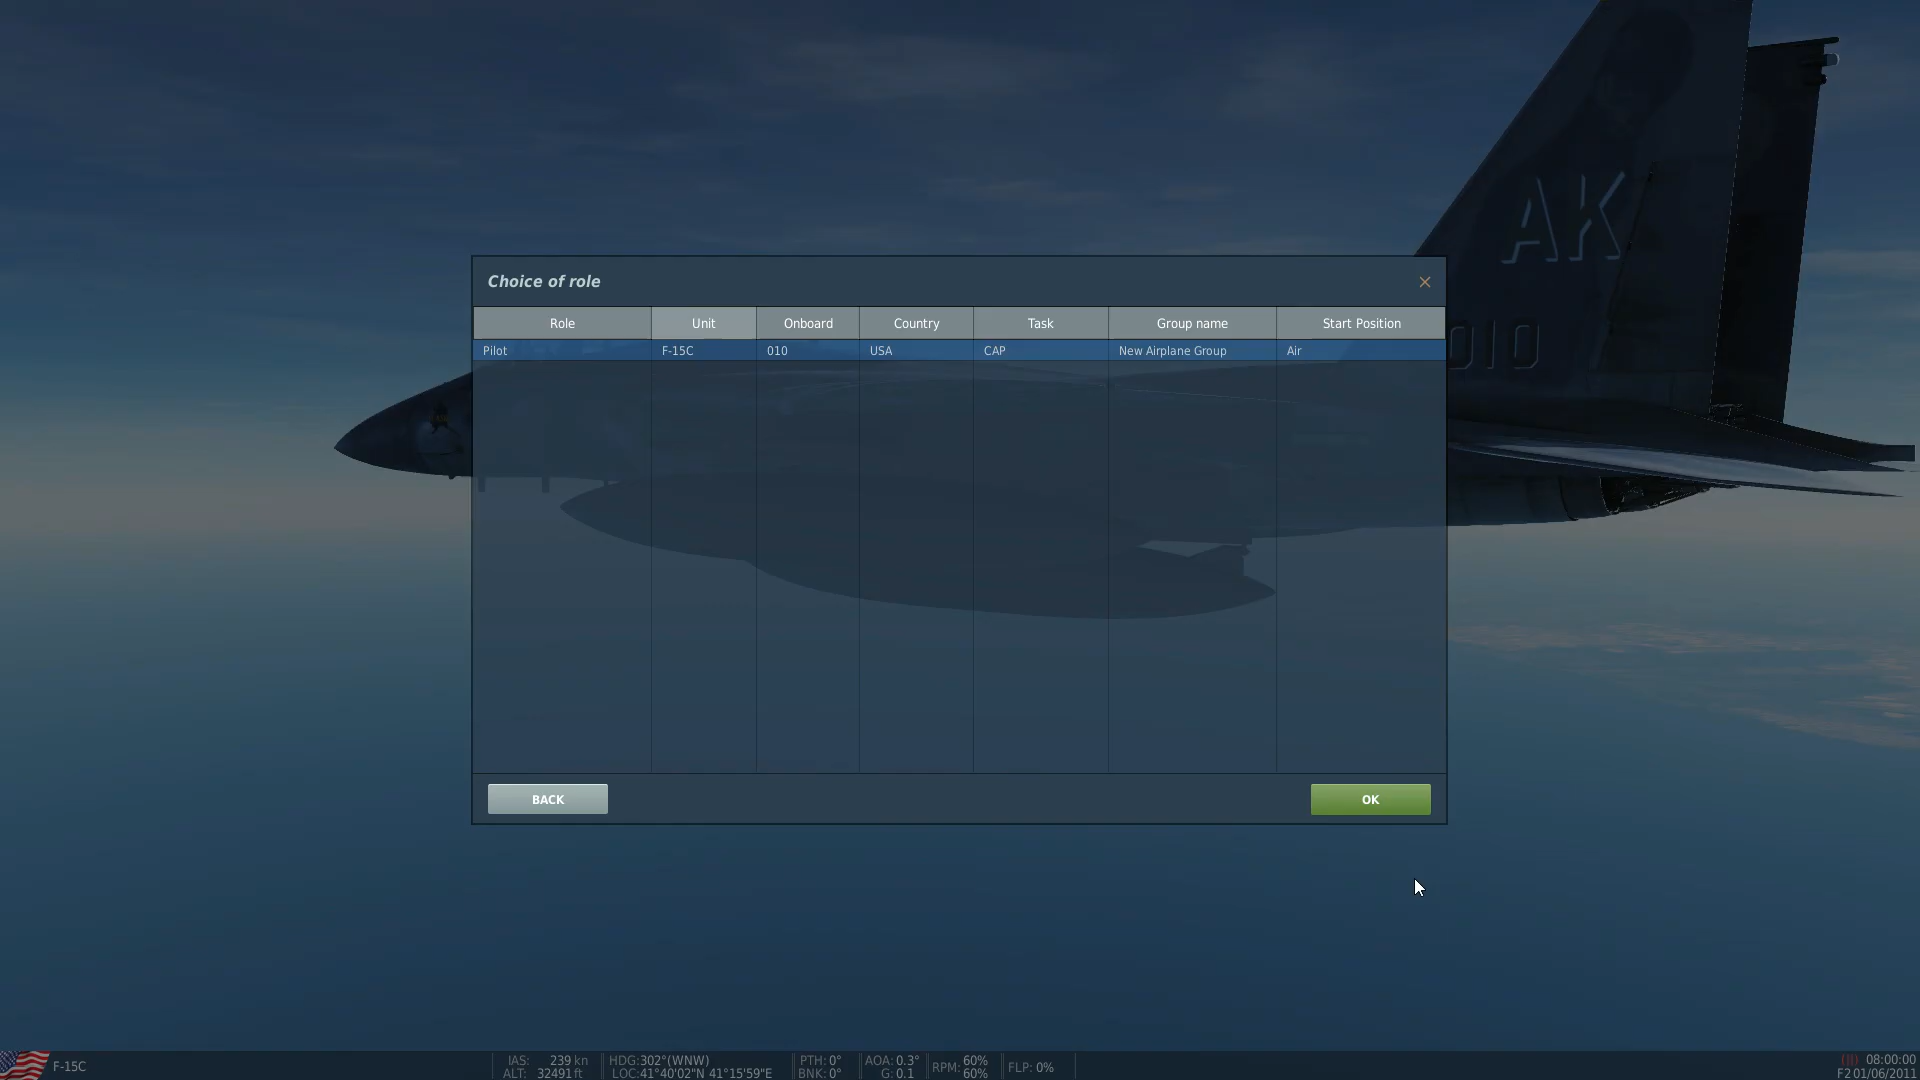 AK
010
Choice of role
Role Unit Onboard Country Task Group name Start Position
Pilot F-15C 010 USA CAP New Airplane Group Air
BACK OK
F-15C
IAS: 239 kn HDG:302°(WNW) PTH: 0° AOA: 0.3° RPM: 60% FLP: 0% 08:00:00
ALT: 32491 ft LOC:41°40'02"N 41°15'59"E BNK: 0° G: 0.1 60% F2 01/06/2011